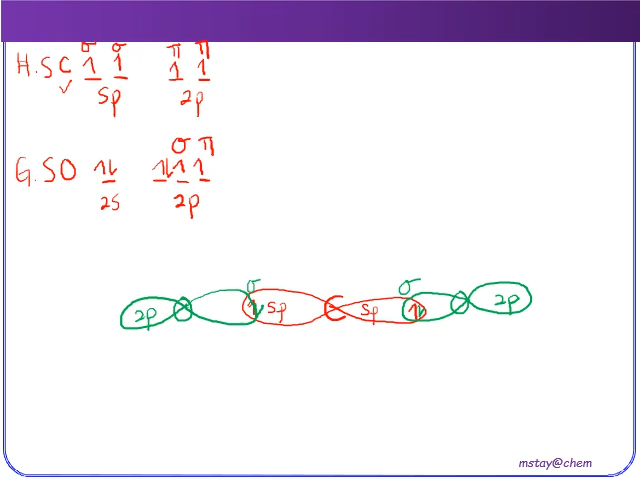 σ σ π π
H.S C 1 1 1 1
sp 2p
σ π
G.S O 1l 1l 1 1
2s 2p
σ σ
2p O sp C sp O 2p
mstay@chem